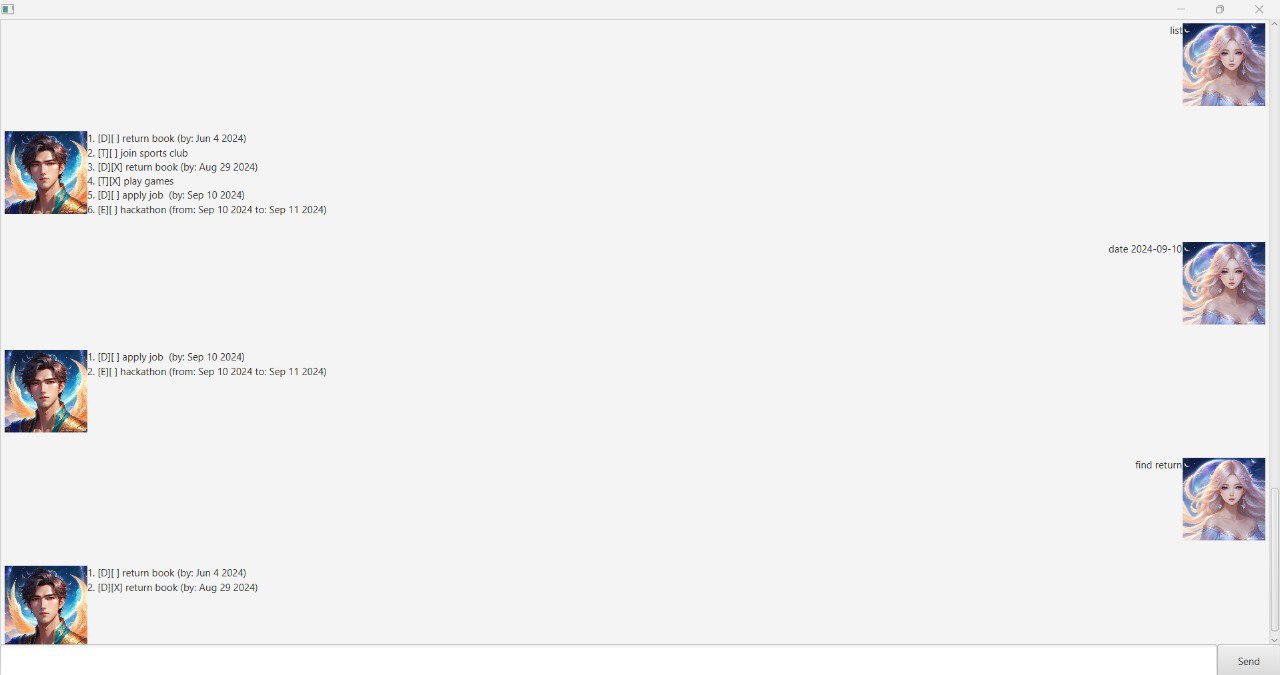 list
1. [D][ ] return book (by: Jun 4 2024)
2. [T][ ] join sports club
3. [D][X] return book (by: Aug 29 2024)
4. [T][X] play games
5. [D][ ] apply job  (by: Sep 10 2024)
6. [E][ ] hackathon (from: Sep 10 2024 to: Sep 11 2024)
date 2024-09-10
1. [D][ ] apply job  (by: Sep 10 2024)
2. [E][ ] hackathon (from: Sep 10 2024 to: Sep 11 2024)
find return
1. [D][ ] return book (by: Jun 4 2024)
2. [D][X] return book (by: Aug 29 2024)
Send